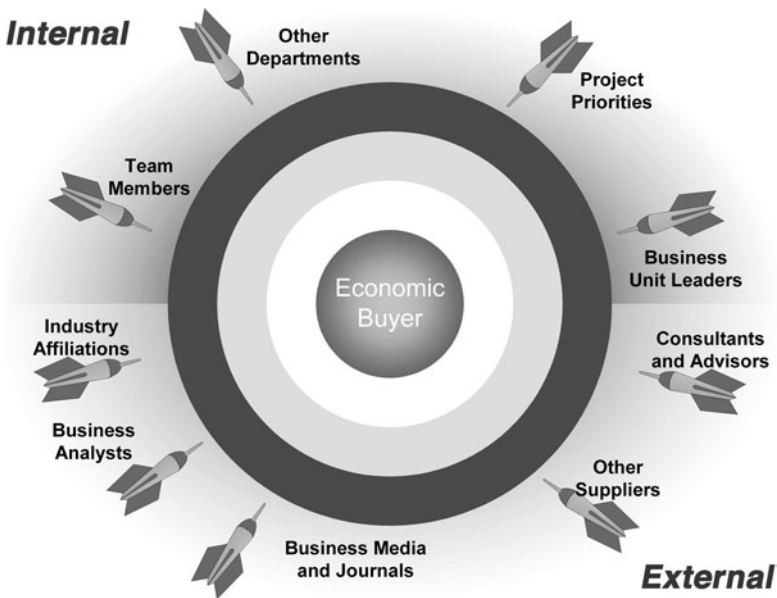 Internal
Other
Departments
Project
Priorities
Team
Members
Business
Unit Leaders
Economic
Buyer
Industry
Affiliations
Consultants
and Advisors
Business
Analysts
Other
Suppliers
Business Media
and Journals
External